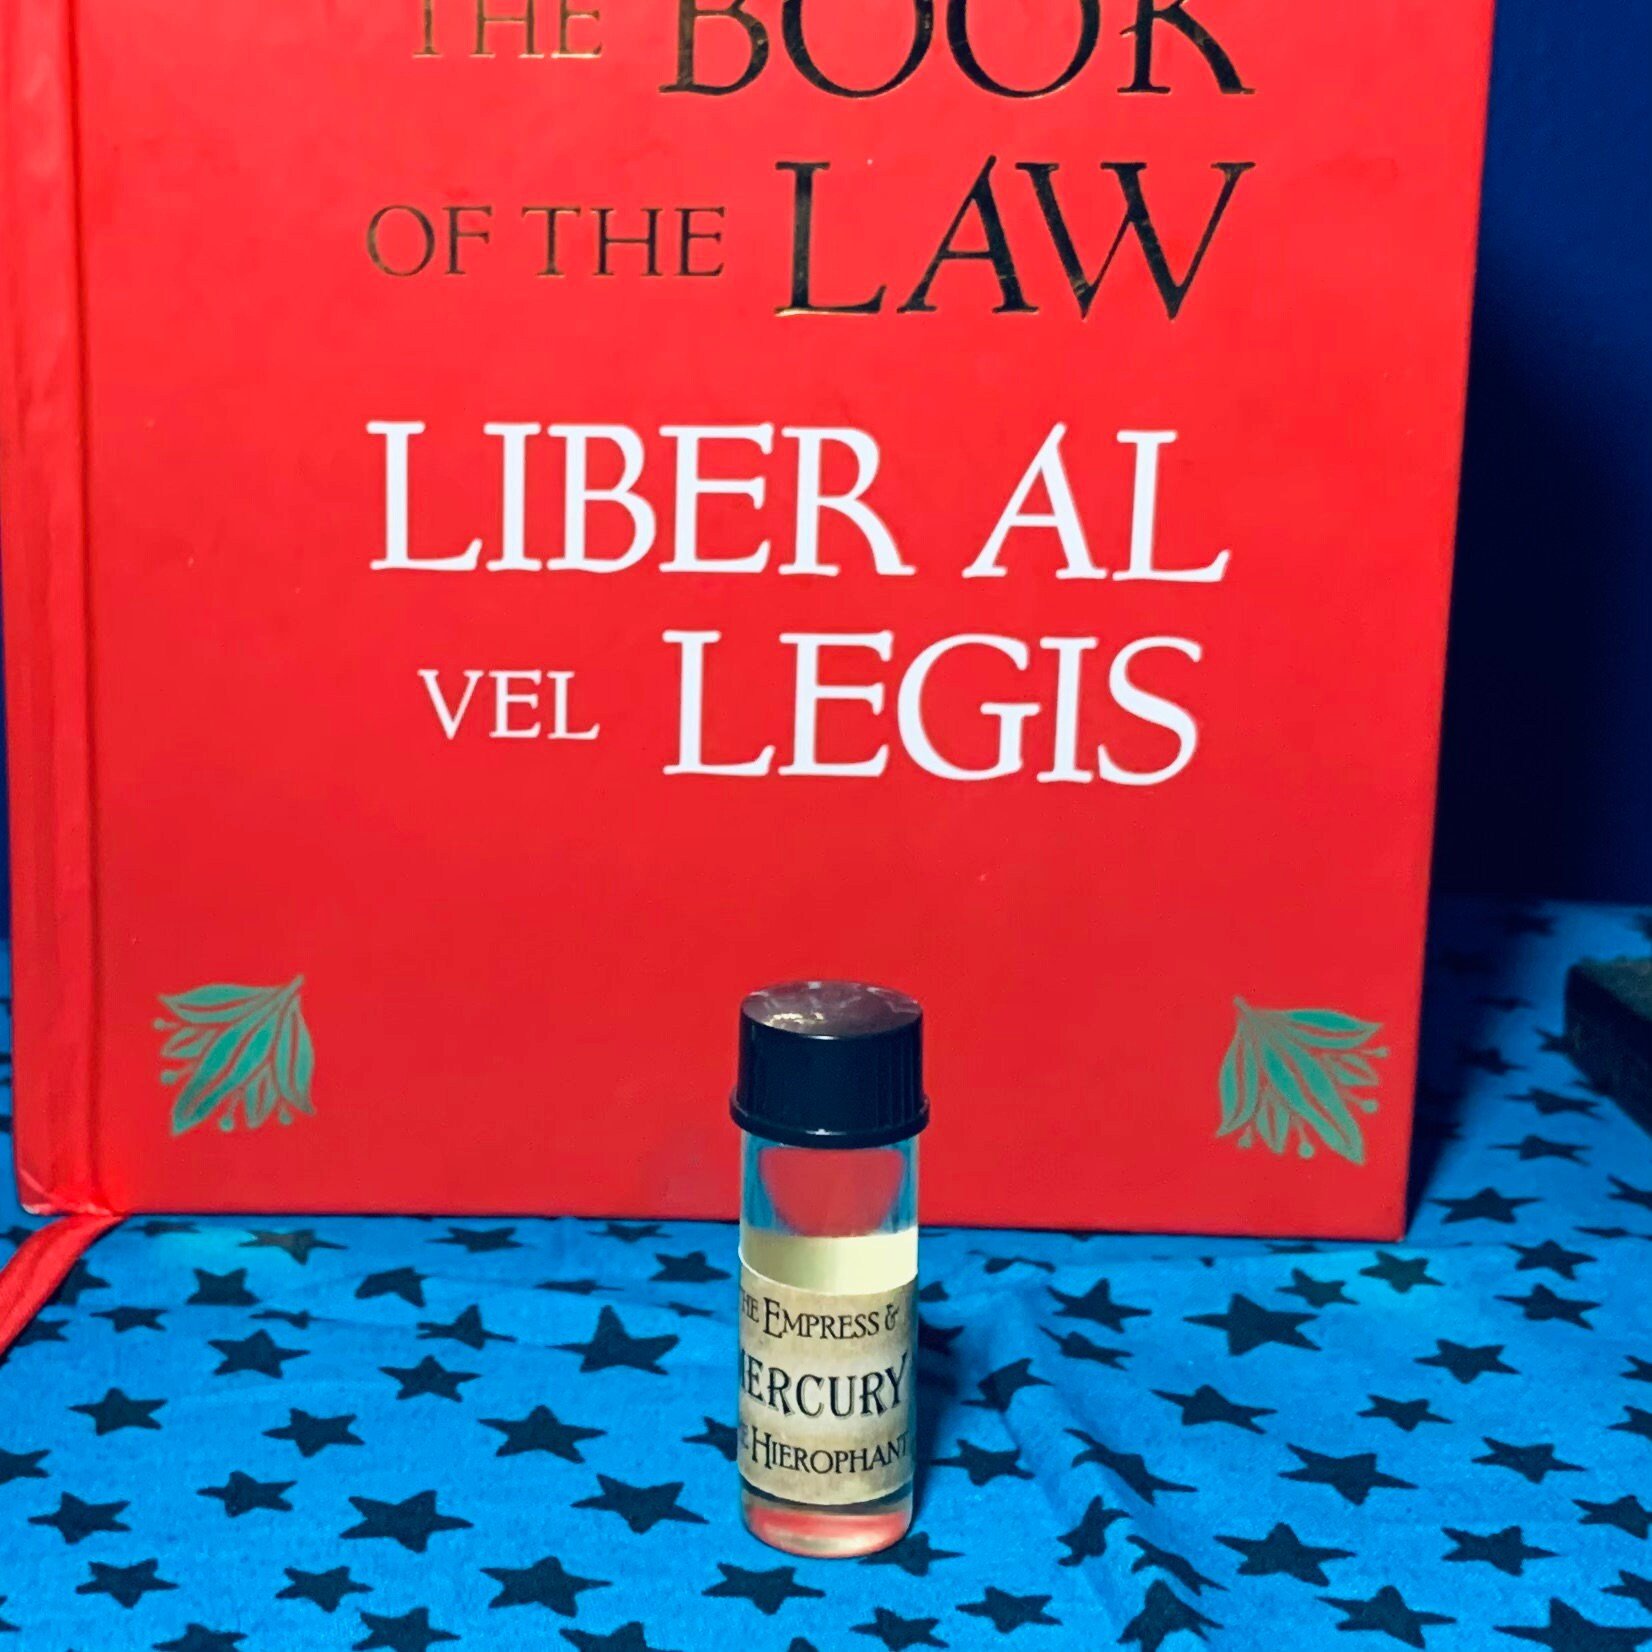 THE BOOK
OF THE LAW
LIBER AL
VEL LEGIS
THE EMPRESS &
MERCURY
THE HIEROPHANT